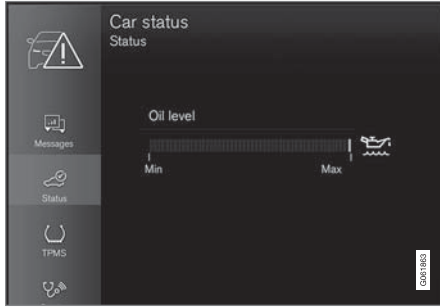 Car status
Status
Messages
Status
TPMS
Oil level
Min Max
G061863